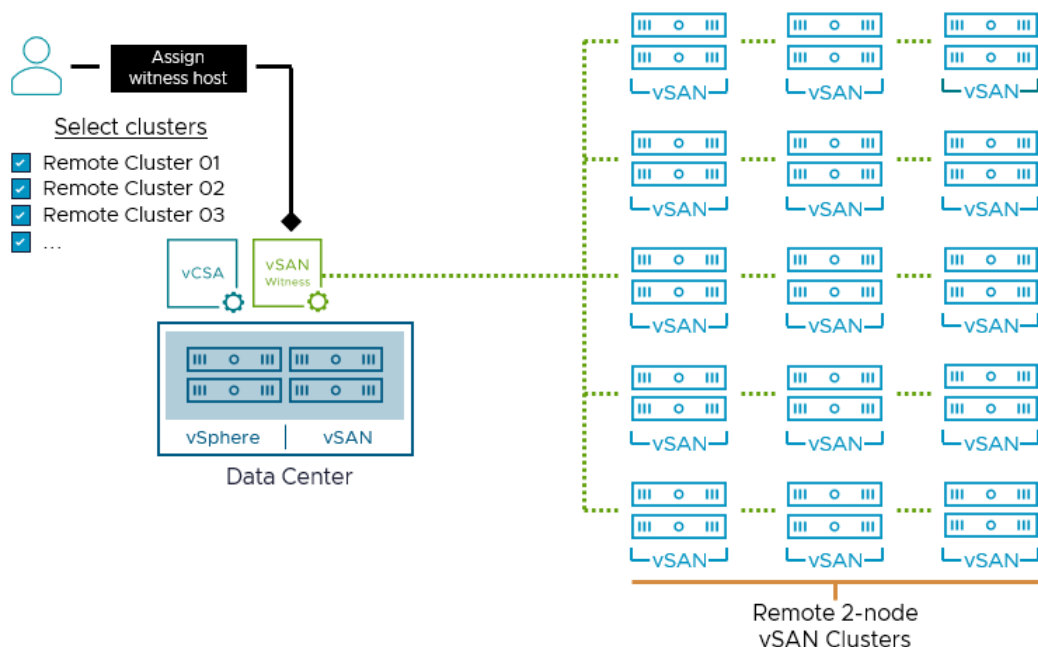 Assign
witness host
Select clusters
Remote Cluster 01
Remote Cluster 02
Remote Cluster 03
...
vCSA
vSAN
Witness
vSphere | vSAN
Data Center
vSAN vSAN vSAN
vSAN vSAN vSAN
vSAN vSAN vSAN
vSAN vSAN vSAN
vSAN vSAN vSAN
Remote 2-node
vSAN Clusters